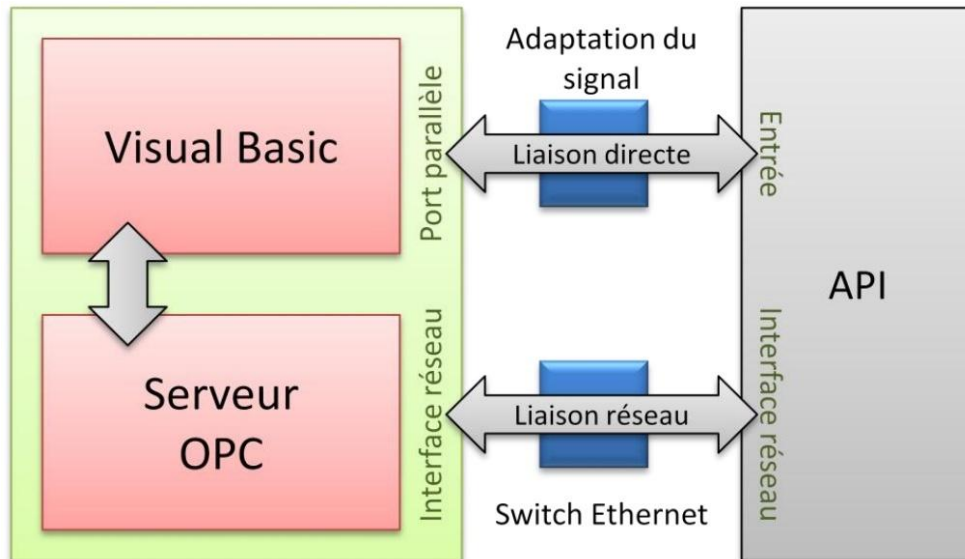 Adaptation du
signal
Visual Basic
Port parallèle
Liaison directe
Entrée
API
Serveur
OPC
Interface réseau
Liaison réseau
Interface réseau
Switch Ethernet